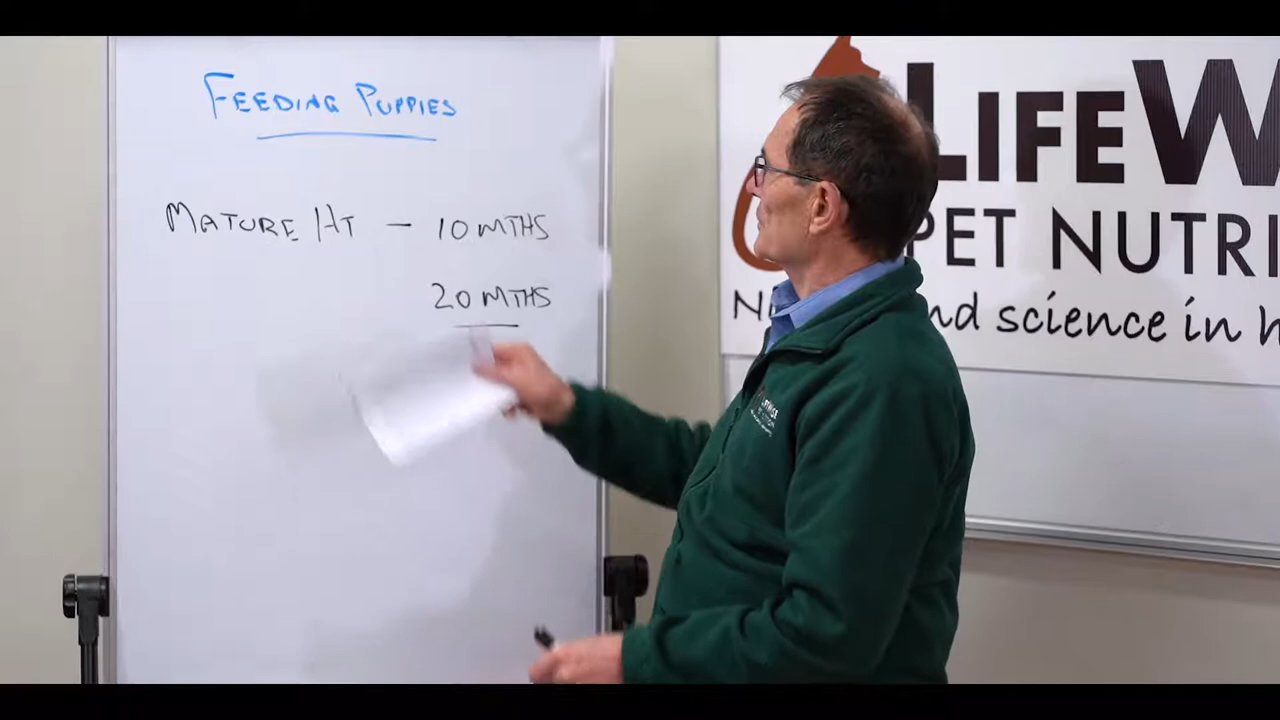 FEEDING PUPPIES
MATURE HT - 10 MTHS
20 MTHS
LIFEW
PET NUTRI
and science in h